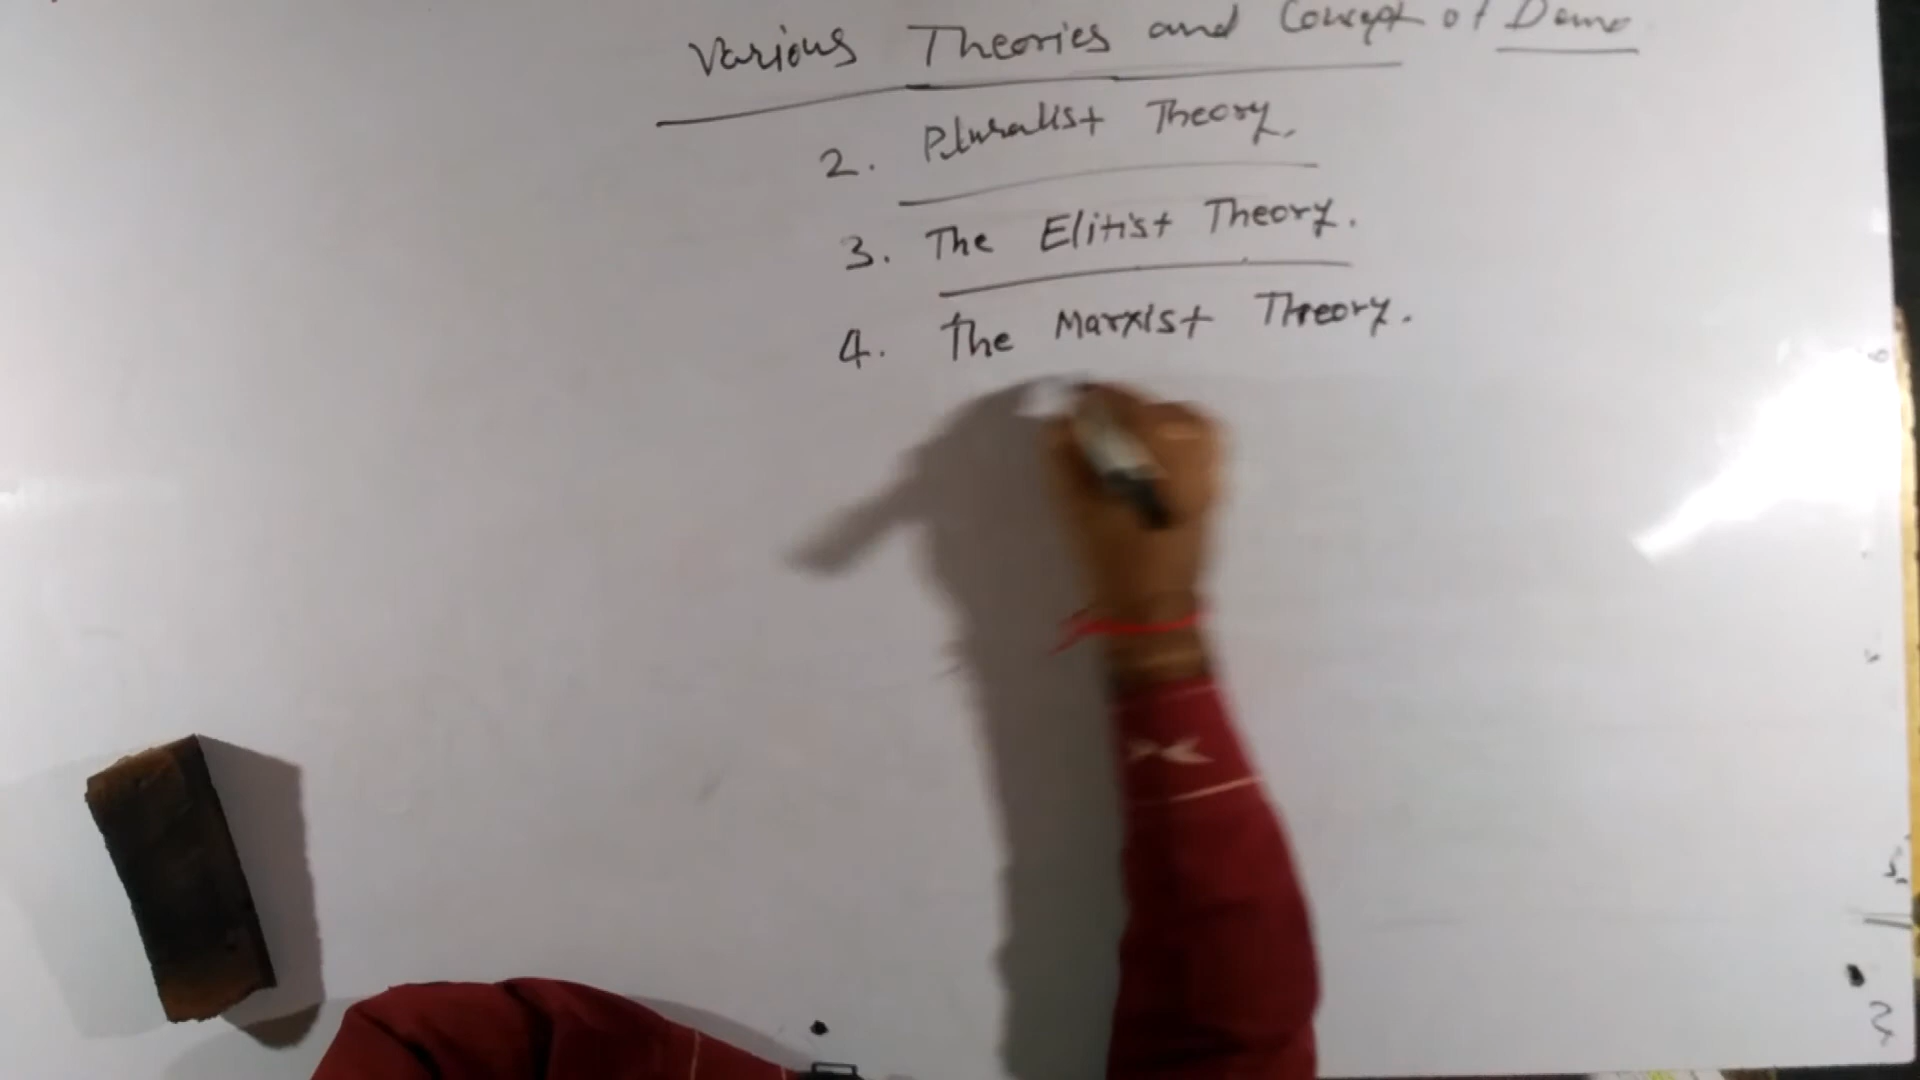 Various Theories and Concept of Demo
2. Pluralist Theory.
3. The Elitist Theory.
4. The Marxist Theory.